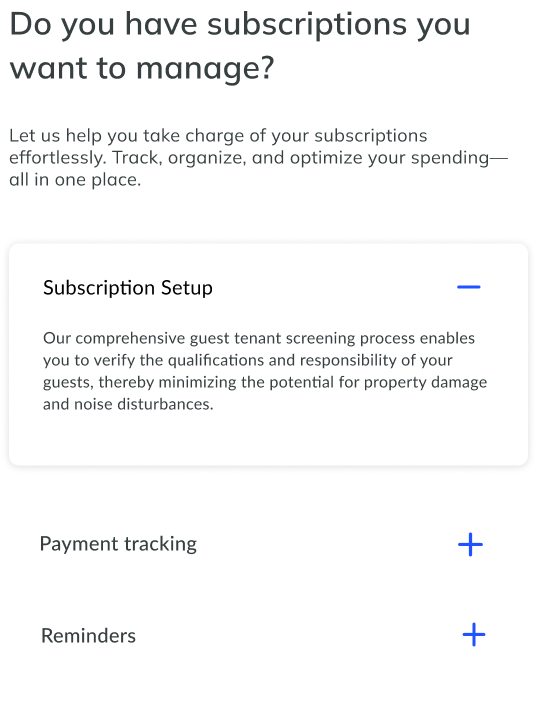 Do you have subscriptions you
want to manage?
Let us help you take charge of your subscriptions
effortlessly. Track, organize, and optimize your spending—
all in one place.
Subscription Setup
Our comprehensive guest tenant screening process enables
you to verify the qualifications and responsibility of your
guests, thereby minimizing the potential for property damage
and noise disturbances.
Payment tracking
Reminders